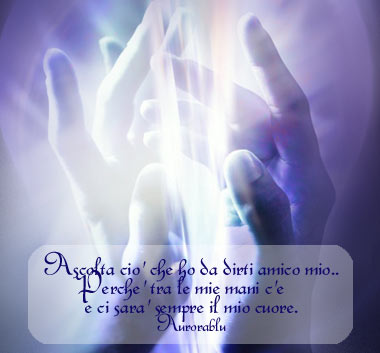 Ascolta cio' che ho da dirti amico mio..
Perche' tra le mie mani c'e
e ci sara' sempre il mio cuore.
Aurorablu